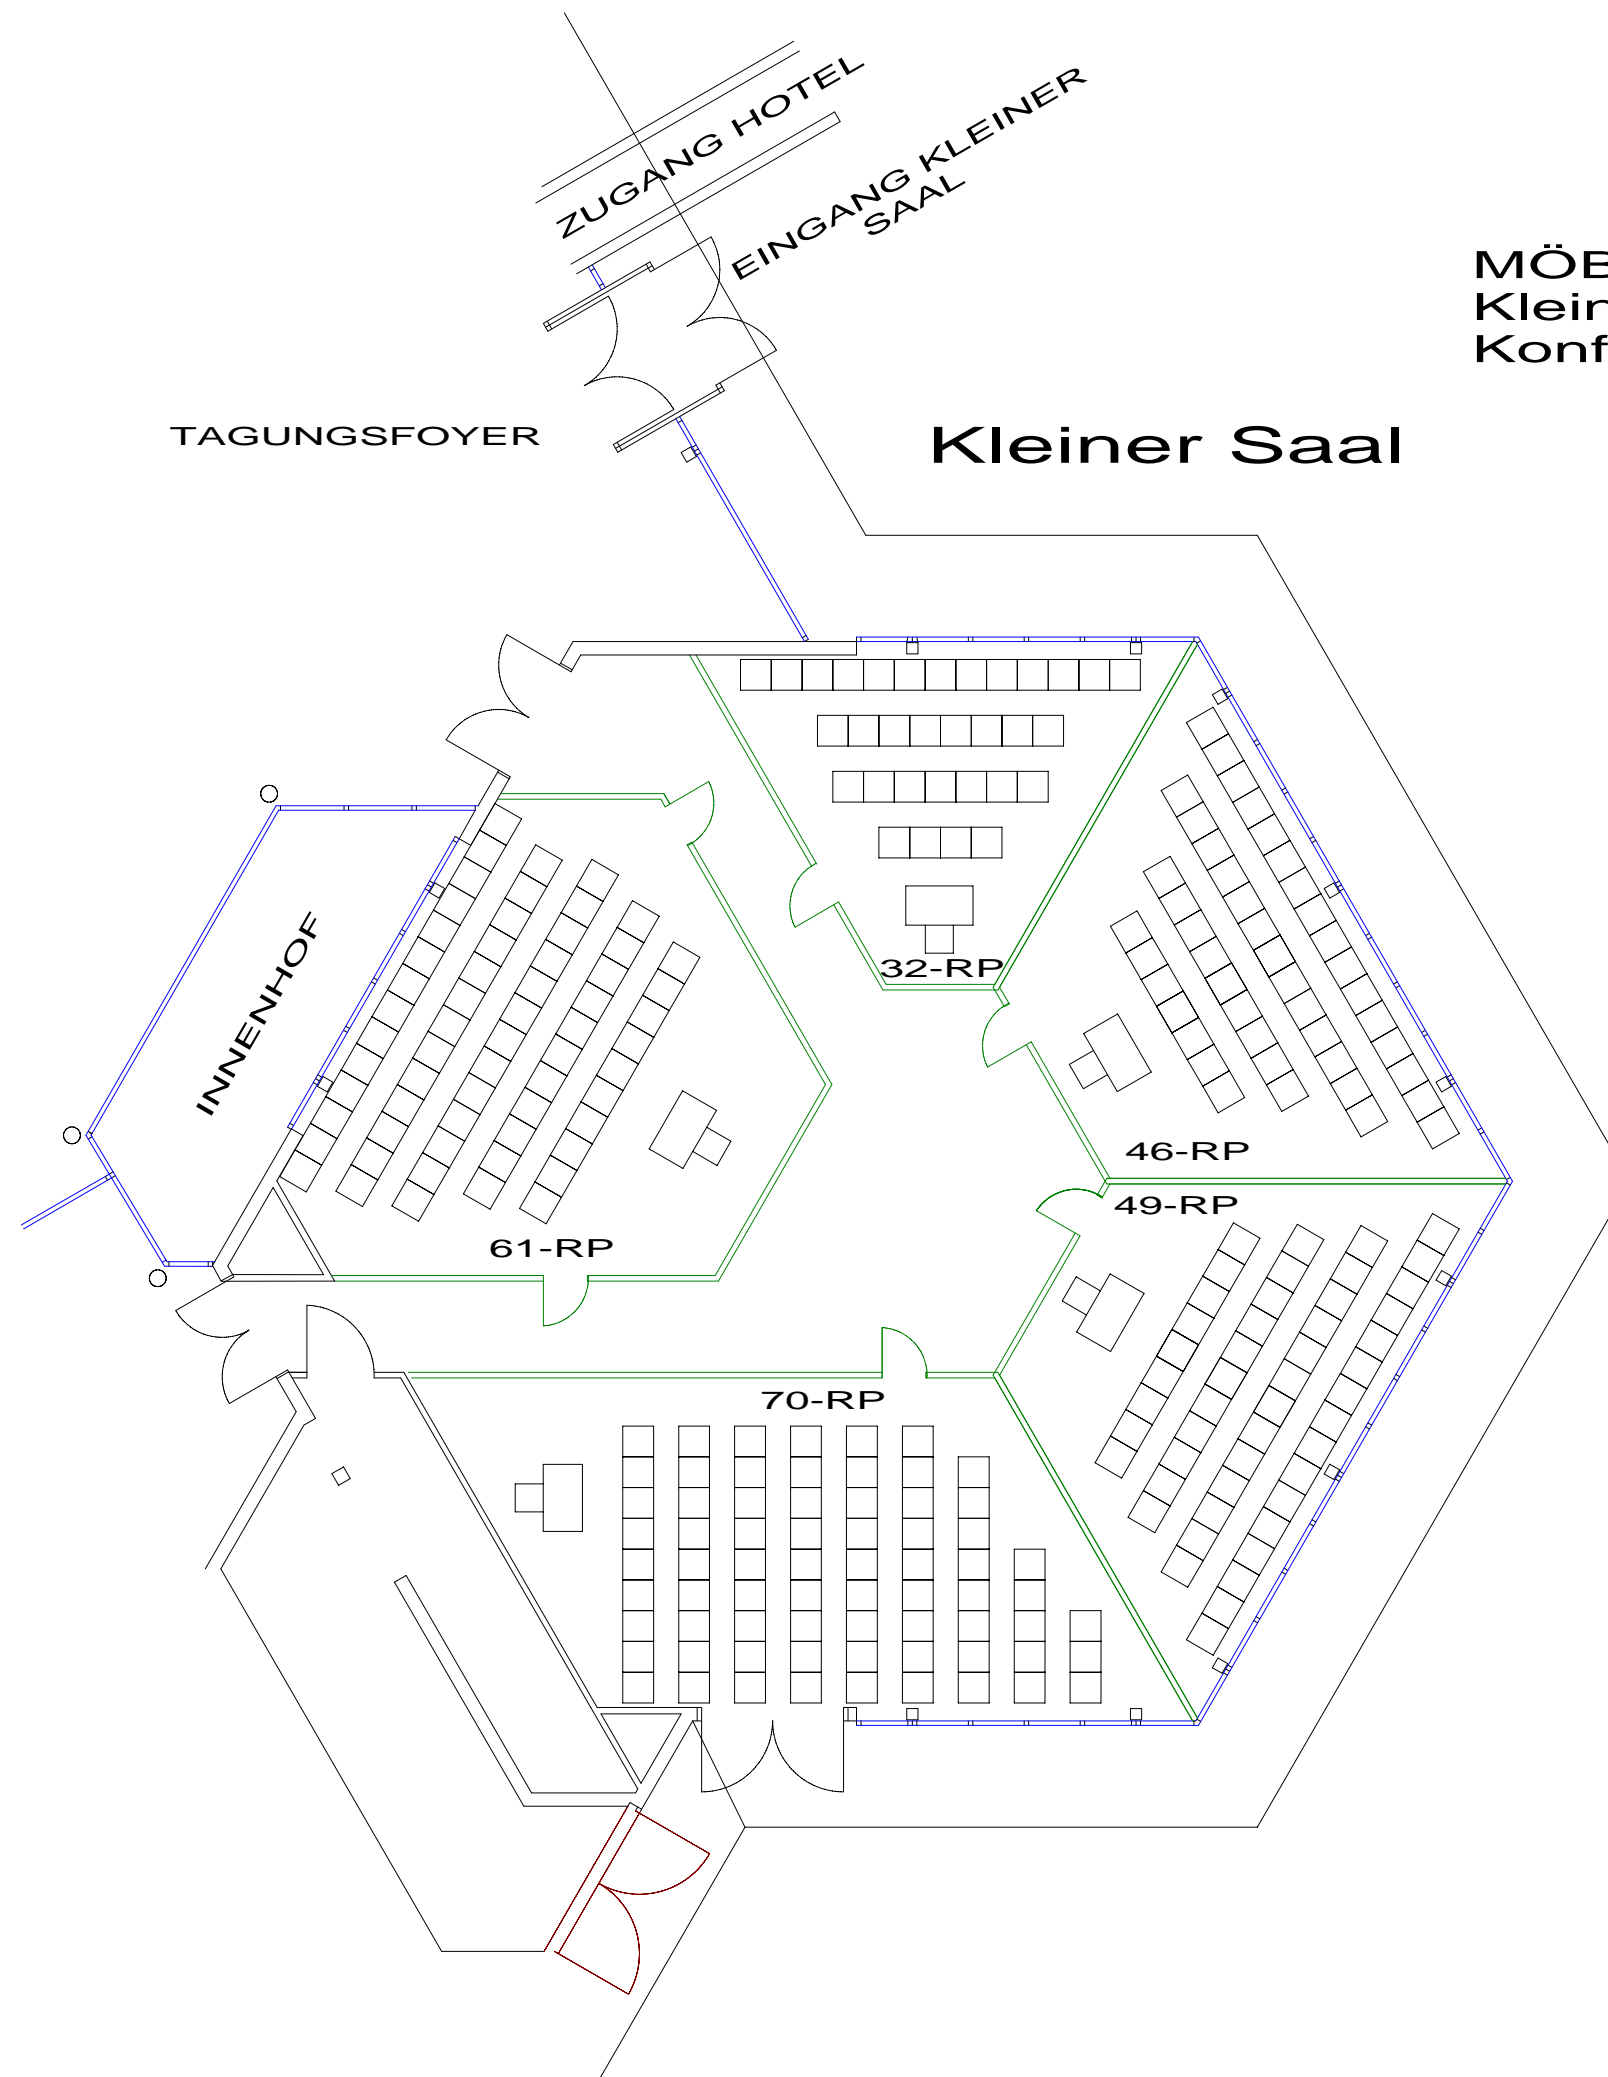 ZUGANG HOTEL
EINGANG KLEINER
SAAL
MÖB
Klein
Konf
TAGUNGSFOYER
Kleiner Saal
INNENHOF
32-RP
46-RP
49-RP
61-RP
70-RP